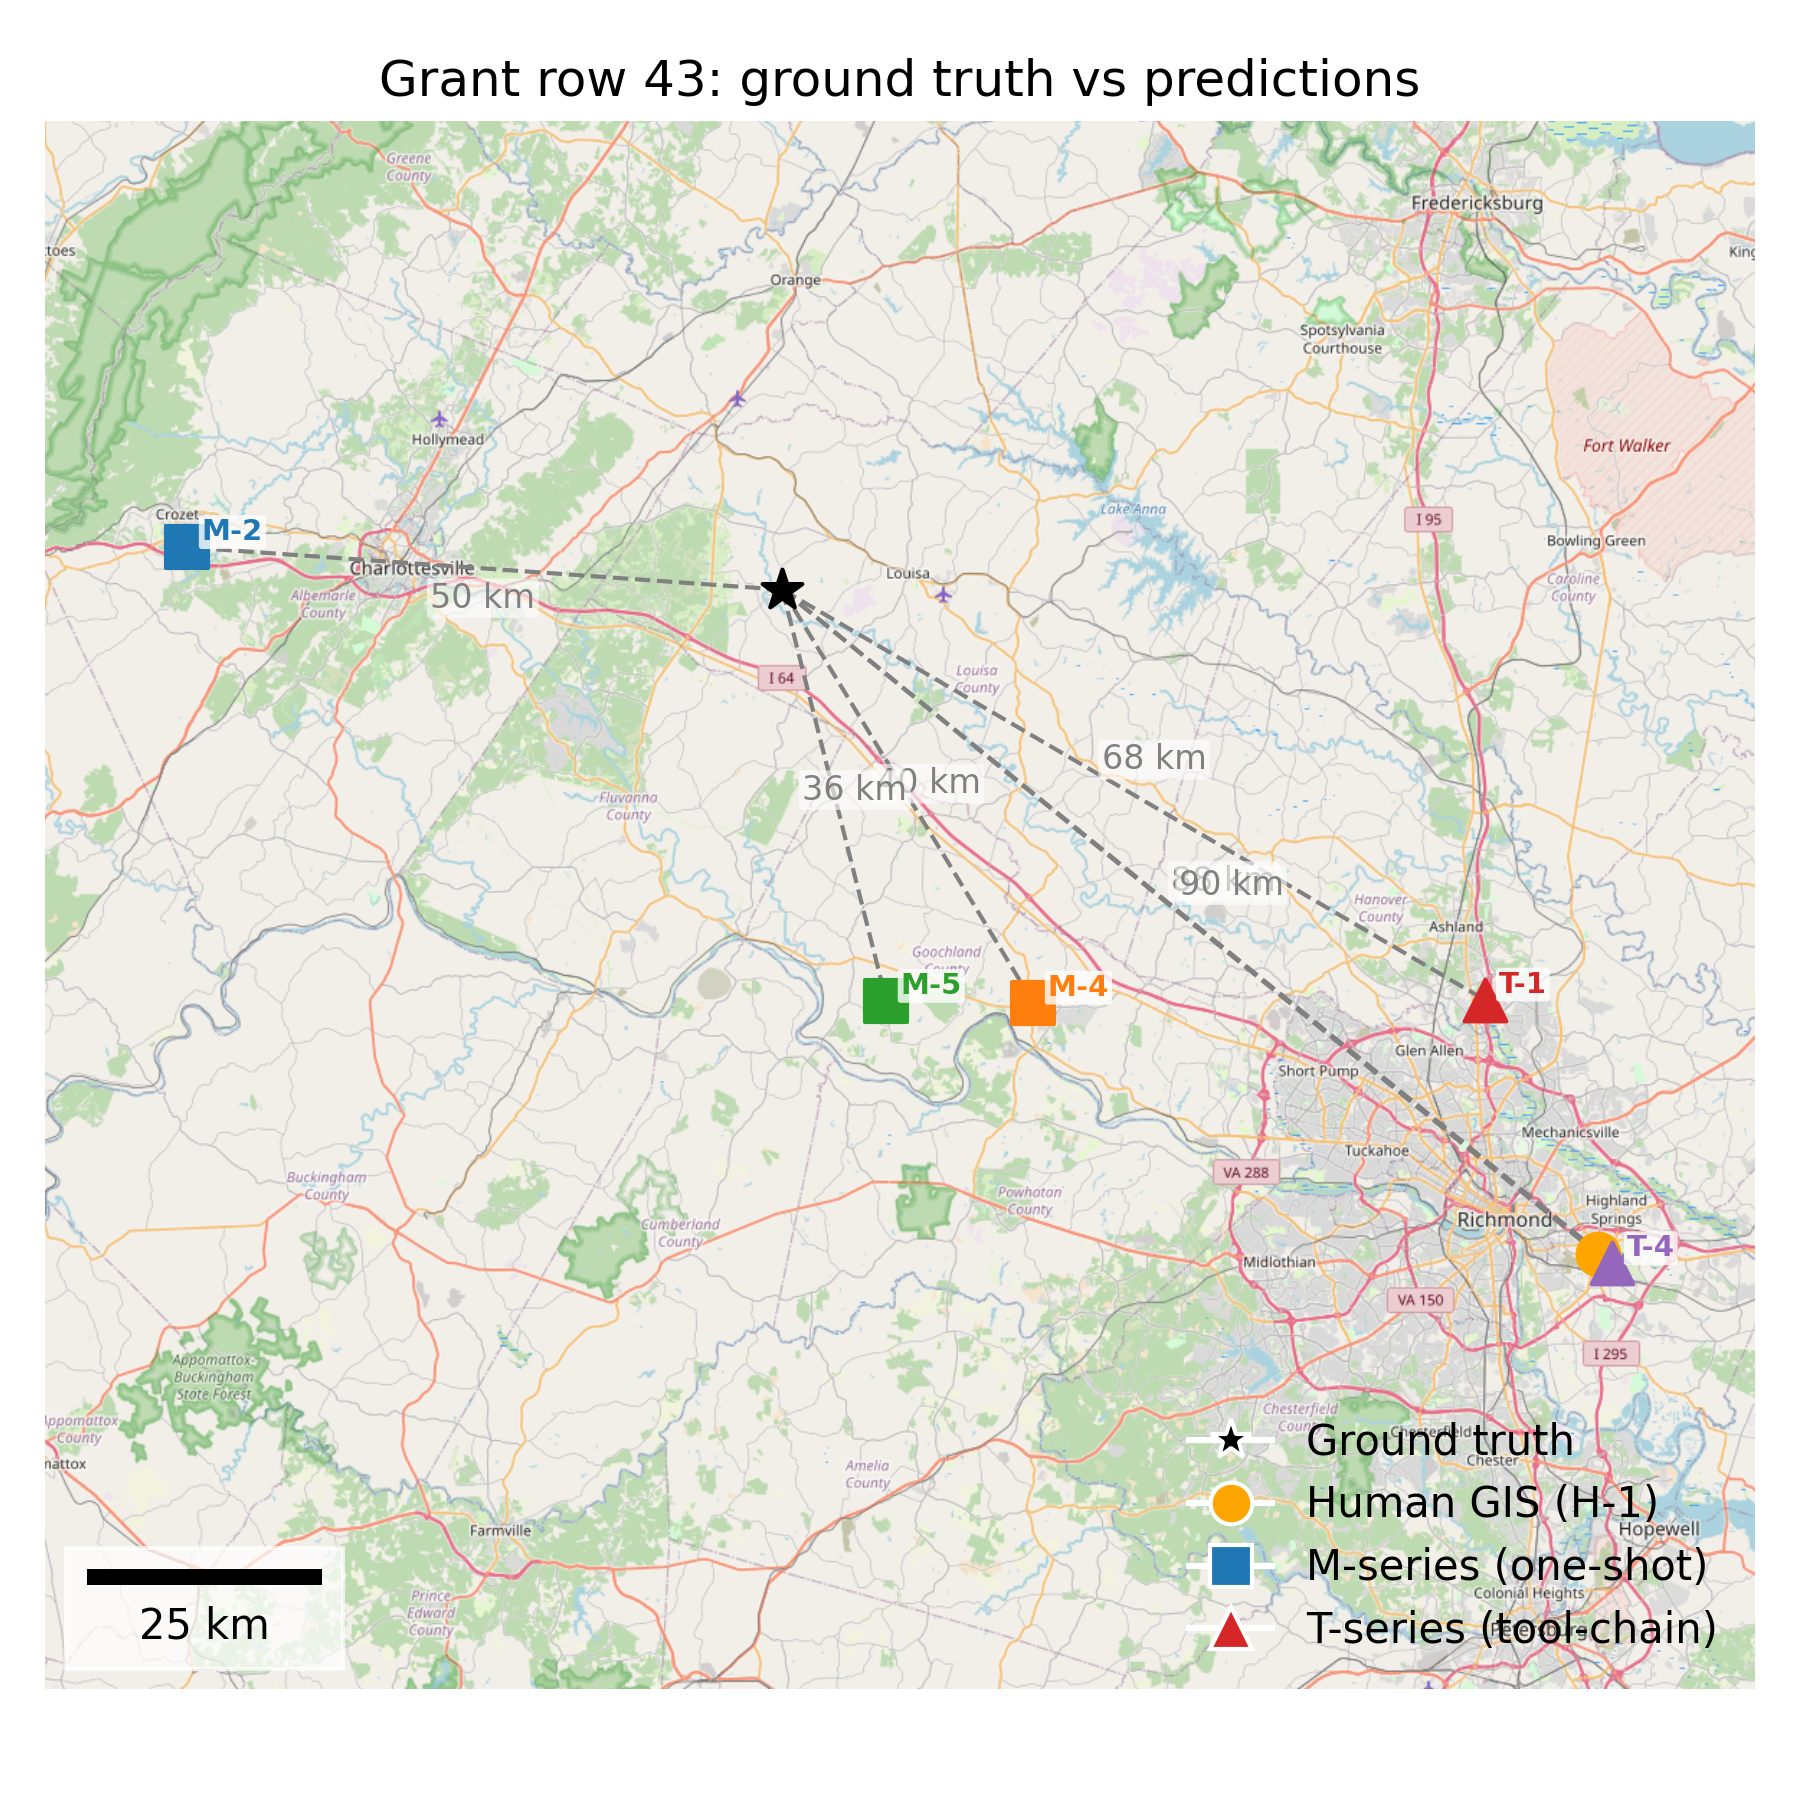 Grant row 43: ground truth vs predictions
Greene
County
Fredericksburg
toes
King
Orange
Spotsylvania
Courthouse
Hollymead
Fort Walker
Crozet
M-2
Lake Anna
I 95
Bowling Green
Charlottesville
Louisa
Albemarle
County
50 km
Caroline
County
I 64
Louisa
County
68 km
36 km
40 km
Fluvanna
County
90 km
Hanover
County
Ashland
Goochland
County
M-5
M-4
T-1
Glen Allen
Short Pump
Mechanicsville
Tuckahoe
VA 288
Buckingham
County
Powhatan
County
Highland
Springs
Cumberland
County
Richmond
T-4
Midlothian
VA 150
I 295
Appomattox-
Buckingham
State Forest
Appomattox
County
mattox
Chesterfield
County
Chesterfield
Ground truth
Chester
Amelia
County
Human GIS (H-1)
Farmville
Hopewell
M-series (one-shot)
Prince
Edward
County
Colonial Heights
25 km
T-series (tool-chain)
Petersburg